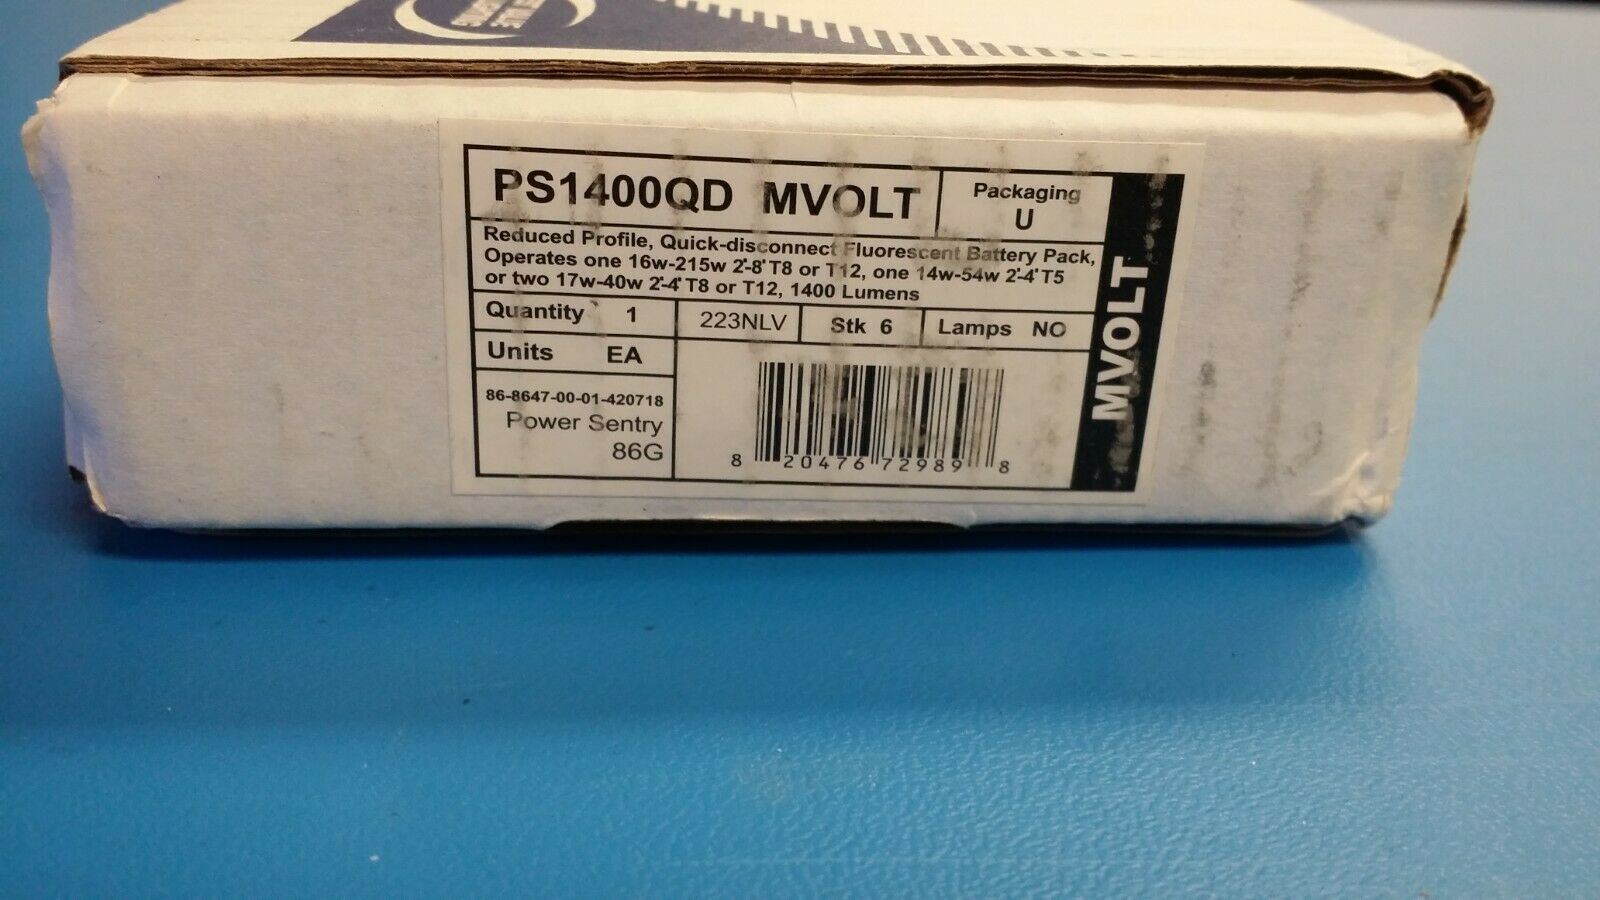 PS1400QD MVOLT
Packaging
U
Reduced Profile, Quick-disconnect Fluorescent Battery Pack,
Operates one 16w-215w 2'-8' T8 or T12, one 14w-54w 2'-4' T5
or two 17w-40w 2'-4' T8 or T12, 1400 Lumens
Quantity 1
223NLV
Stk 6
Lamps NO
Units EA
86-8647-00-01-420718
Power Sentry
86G
8 20476 72989 8
MVOLT